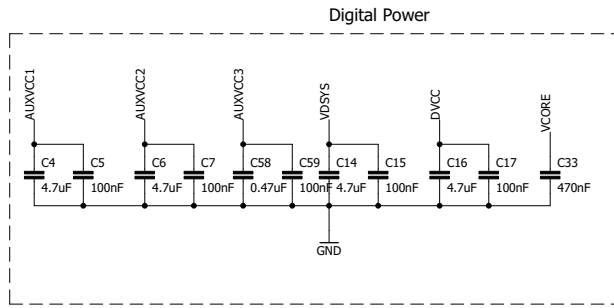 Digital Power
AUXVCC1
AUXVCC2
AUXVCC3
VDSYS
DVCC
VCORE
C4
C5
C6
C7
C58
C59
C14
C15
C16
C17
C33
4.7uF
100nF
4.7uF
100nF
0.47uF
100nF
4.7uF
100nF
4.7uF
100nF
470nF
GND